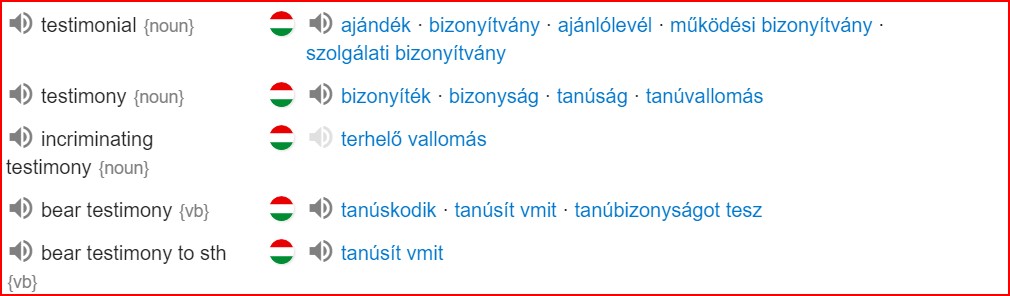 testimonial {noun} ajándék · bizonyítvány · ajánlólevél · működési bizonyítvány ·
szolgálati bizonyítvány
testimony {noun} bizonyíték · bizonyság · tanúság · tanúvallomás
incriminating terhelő vallomás
testimony {noun}
bear testimony {vb} tanúskodik · tanúsít vmit · tanúbizonyságot tesz
bear testimony to sth tanúsít vmit
{vb}